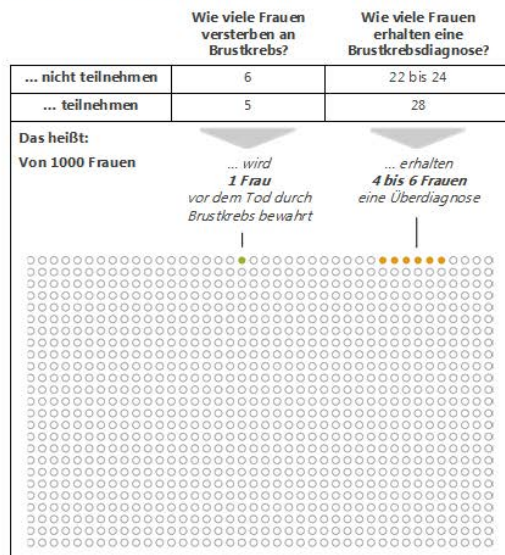 Wie viele Frauen versterben an Brustkrebs?
Wie viele Frauen erhalten eine Brustkrebsdiagnose?
... nicht teilnehmen 6 22 bis 24
... teilnehmen 5 28
Das heißt:
Von 1000 Frauen
... wird
1 Frau
vor dem Tod durch
Brustkrebs bewahrt
... erhalten
4 bis 6 Frauen
eine Überdiagnose